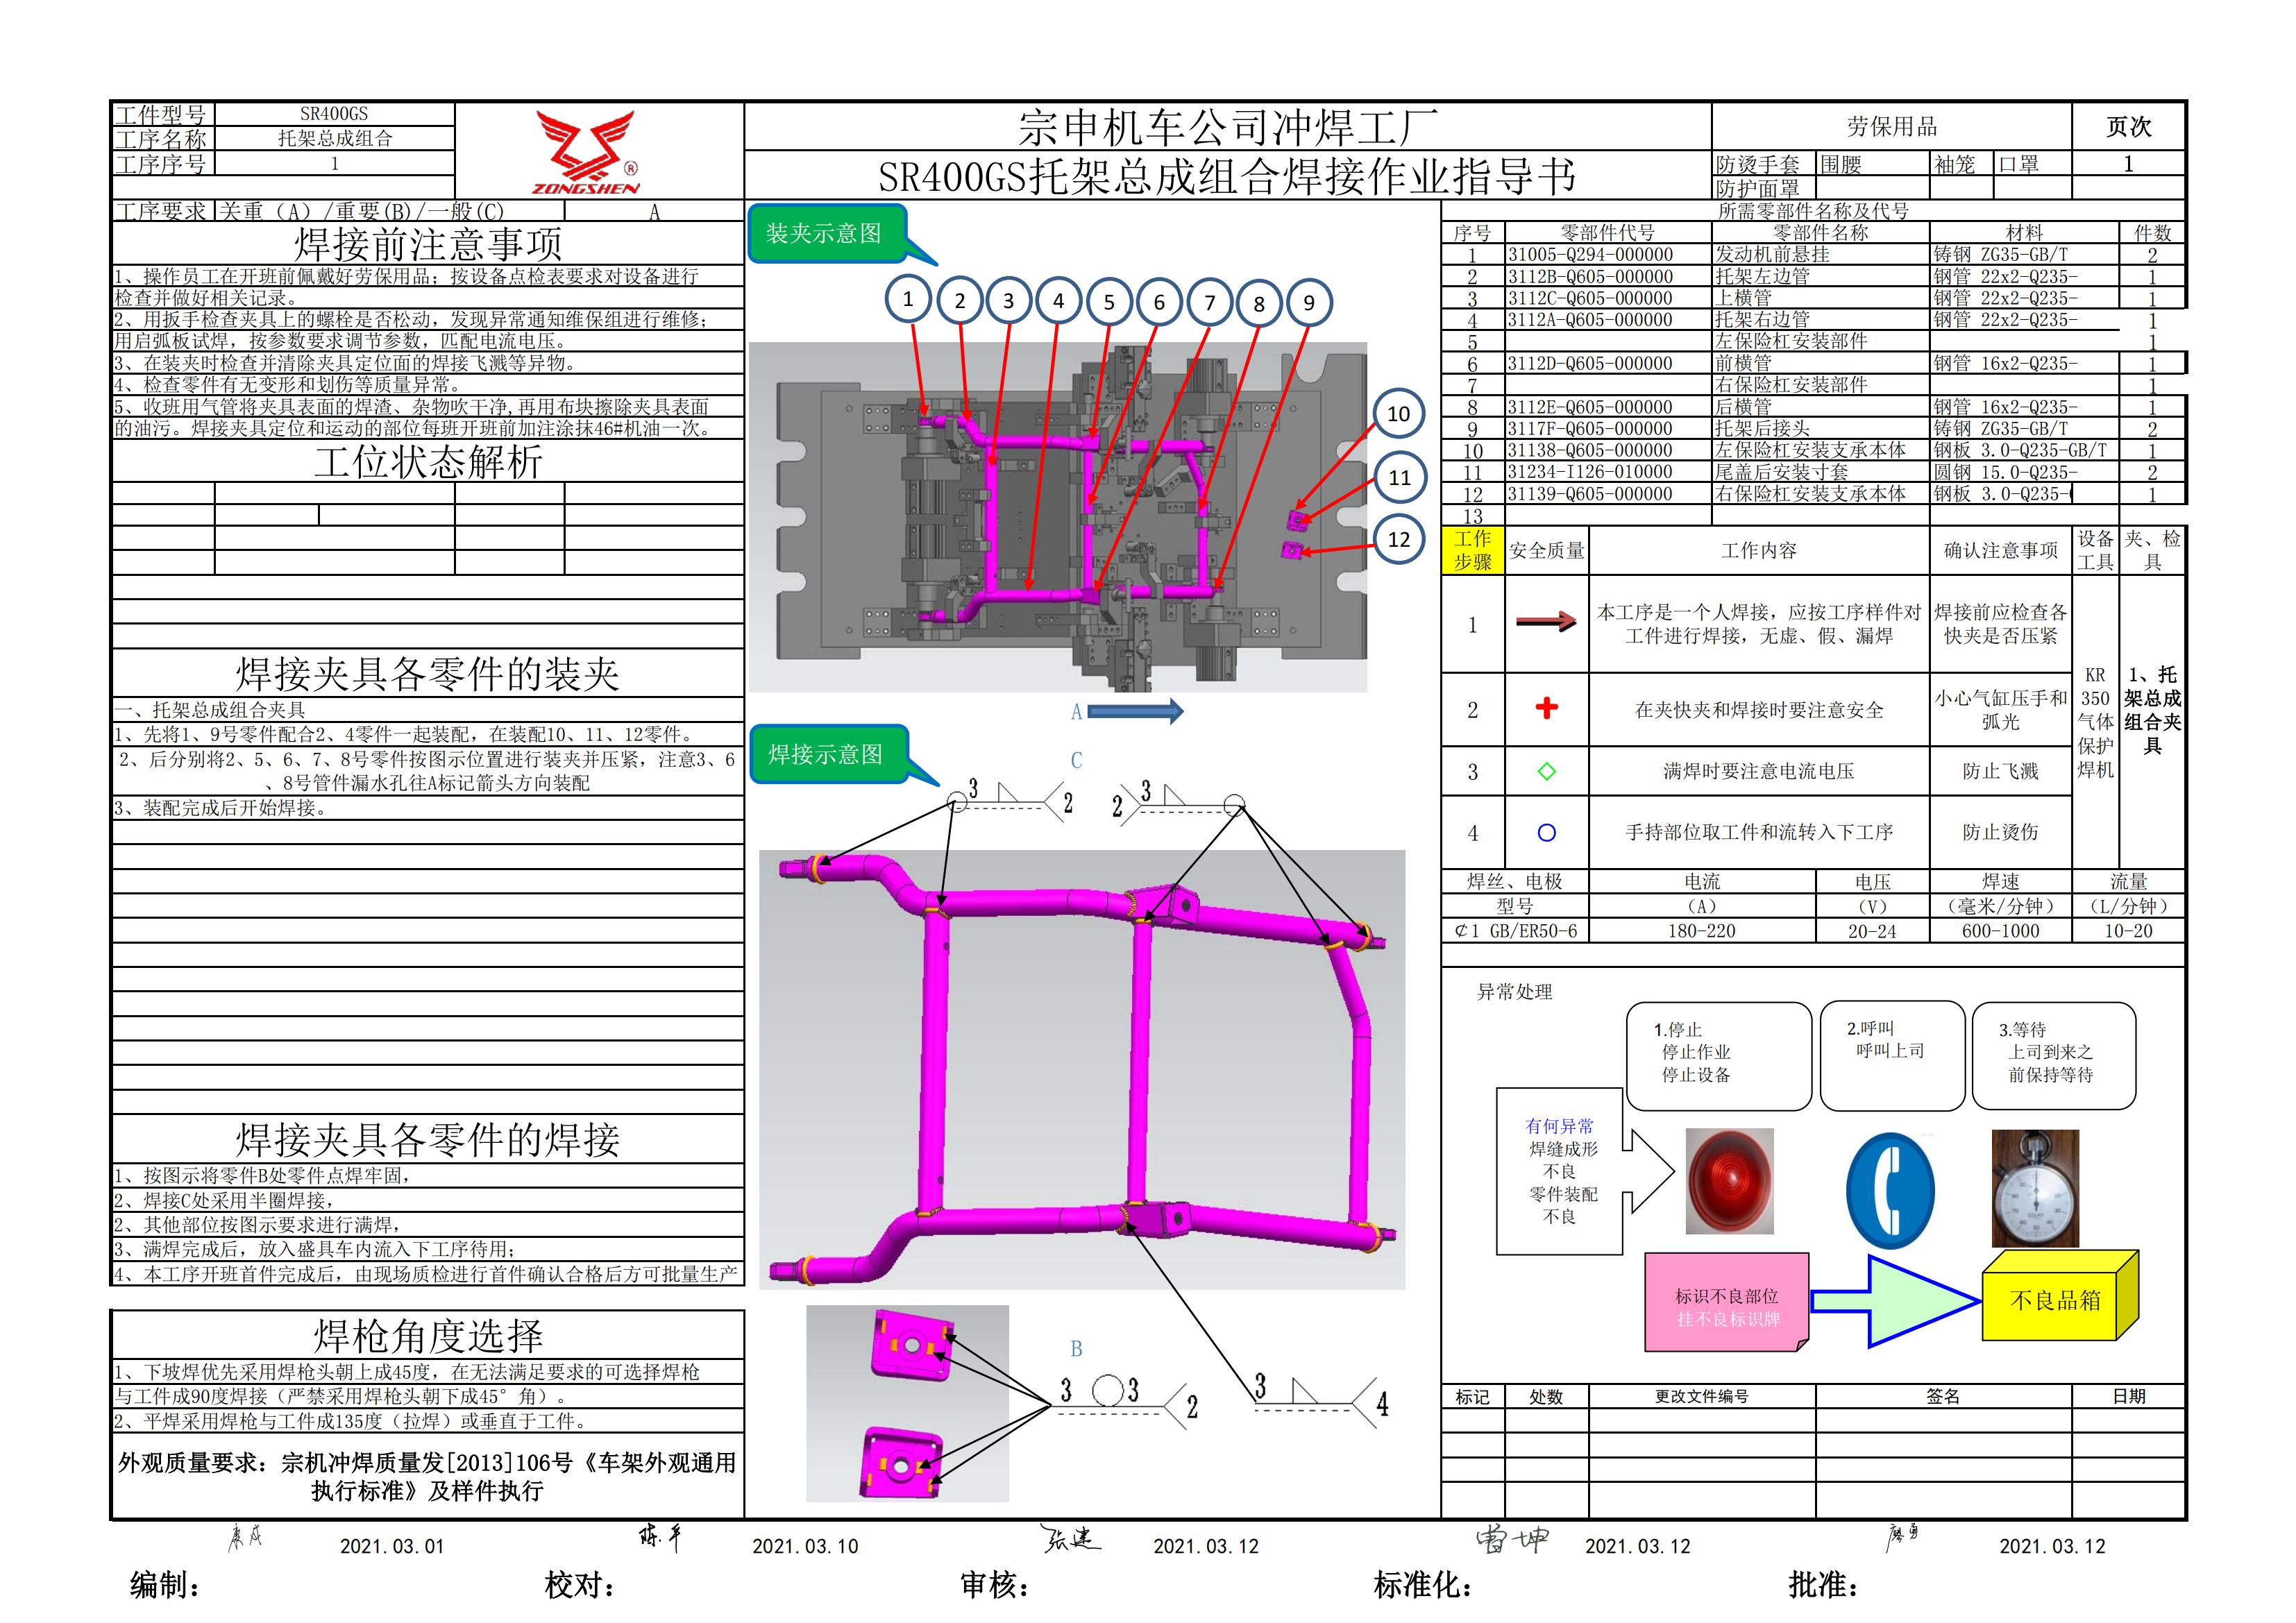 工件型号 SR400GS
工序名称 托架总成组合
工序序号 1
ZONGSHEN ®
宗申机车公司冲焊工厂
SR400GS托架总成组合焊接作业指导书
劳保用品 页次
防烫手套 围腰 袖笼 口罩 1
防护面罩
工序要求 关重（A）/重要(B)/一般(C) A
焊接前注意事项
1、操作员工在开班前佩戴好劳保用品；按设备点检表要求对设备进行
检查并做好相关记录。
2、用扳手检查夹具上的螺栓是否松动，发现异常通知维保组进行维修；
用启弧板试焊，按参数要求调节参数，匹配电流电压。
3、在装夹时检查并清除夹具定位面的焊接飞溅等异物。
4、检查零件有无变形和划伤等质量异常。
5、收班用气管将夹具表面的焊渣、杂物吹干净,再用布块擦除夹具表面
的油污。焊接夹具定位和运动的部位每班开班前加注涂抹46#机油一次。
工位状态解析
焊接夹具各零件的装夹
一、托架总成组合夹具
1、先将1、9号零件配合2、4零件一起装配，在装配10、11、12零件。
2、后分别将2、5、6、7、8号零件按图示位置进行装夹并压紧，注意3、6
、8号管件漏水孔往A标记箭头方向装配
3、装配完成后开始焊接。
焊接夹具各零件的焊接
1、按图示将零件B处零件点焊牢固，
2、焊接C处采用半圈焊接，
2、其他部位按图示要求进行满焊，
3、满焊完成后，放入盛具车内流入下工序待用；
4、本工序开班首件完成后，由现场质检进行首件确认合格后方可批量生产
焊枪角度选择
1、下坡焊优先采用焊枪头朝上成45度，在无法满足要求的可选择焊枪
与工件成90度焊接（严禁采用焊枪头朝下成45°角）。
2、平焊采用焊枪与工件成135度（拉焊）或垂直于工件。
外观质量要求：宗机冲焊质量发[2013]106号《车架外观通用
执行标准》及样件执行
装夹示意图
1 2 3 4 5 6 7 8 9
10
11
12
A
焊接示意图
C
3 2
2 3
B
3 3 2
3 4
所需零部件名称及代号
序号 零部件代号 零部件名称 材料 件数
1 31005-Q294-000000 发动机前悬挂 铸钢 ZG35-GB/T 2
2 3112B-Q605-000000 托架左边管 钢管 22x2-Q235- 1
3 3112C-Q605-000000 上横管 钢管 22x2-Q235- 1
4 3112A-Q605-000000 托架右边管 钢管 22x2-Q235- 1
5 左保险杠安装部件 1
6 3112D-Q605-000000 前横管 钢管 16x2-Q235- 1
7 右保险杠安装部件 1
8 3112E-Q605-000000 后横管 钢管 16x2-Q235- 1
9 3117F-Q605-000000 托架后接头 铸钢 ZG35-GB/T 2
10 31138-Q605-000000 左保险杠安装支承本体 钢板 3.0-Q235-GB/T 1
11 31234-I126-010000 尾盖后安装寸套 圆钢 15.0-Q235- 2
12 31139-Q605-000000 右保险杠安装支承本体 钢板 3.0-Q235- 1
13
工作步骤 安全质量 工作内容 确认注意事项 设备工具 夹、检具
1 本工序是一个人焊接，应按工序样件对 焊接前应检查各
工件进行焊接，无虚、假、漏焊 快夹是否压紧
2 在夹快夹和焊接时要注意安全 小心气缸压手和
弧光
3 满焊时要注意电流电压 防止飞溅
4 手持部位取工件和流转入下工序 防止烫伤
KR
350
气体
保护
焊机
1、托
架总成
组合夹
具
焊丝、电极 电流 电压 焊速 流量
型号 （A） （V） （毫米/分钟） （L/分钟）
¢1 GB/ER50-6 180-220 20-24 600-1000 10-20
异常处理
1.停止
停止作业
停止设备
2.呼叫
呼叫上司
3.等待
上司到来之
前保持等待
有何异常
焊缝成形
不良
零件装配
不良
标识不良部位
挂不良标识牌
不良品箱
标记 处数 更改文件编号 签名 日期
2021.03.01 陈平 2021.03.10 张建 2021.03.12 雷坤 2021.03.12 廖勇 2021.03.12
编制： 校对： 审核： 标准化： 批准：